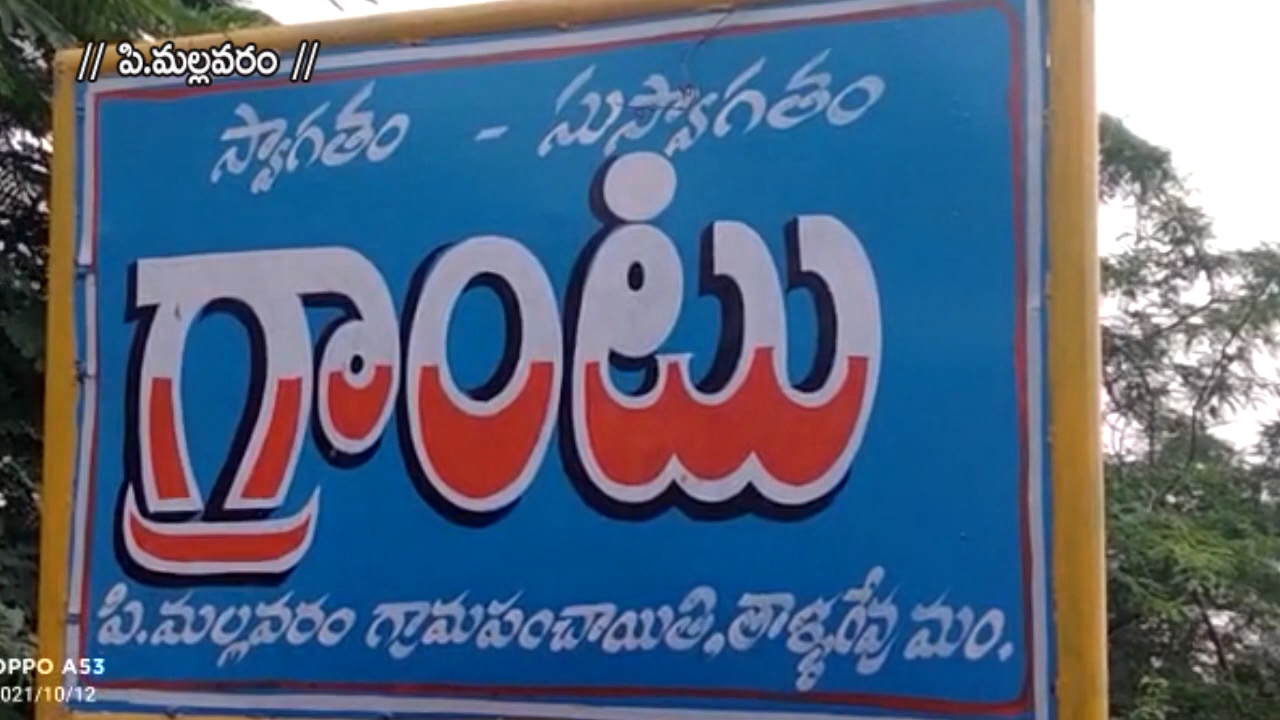 // పి.మల్లవరం //
స్వాగతం - సుస్వాగతం
గ్రాంటు
పి.మల్లవరం గ్రామపంచాయితి, తాళ్ళరేవు మం.
OPPO A53
2021/10/12